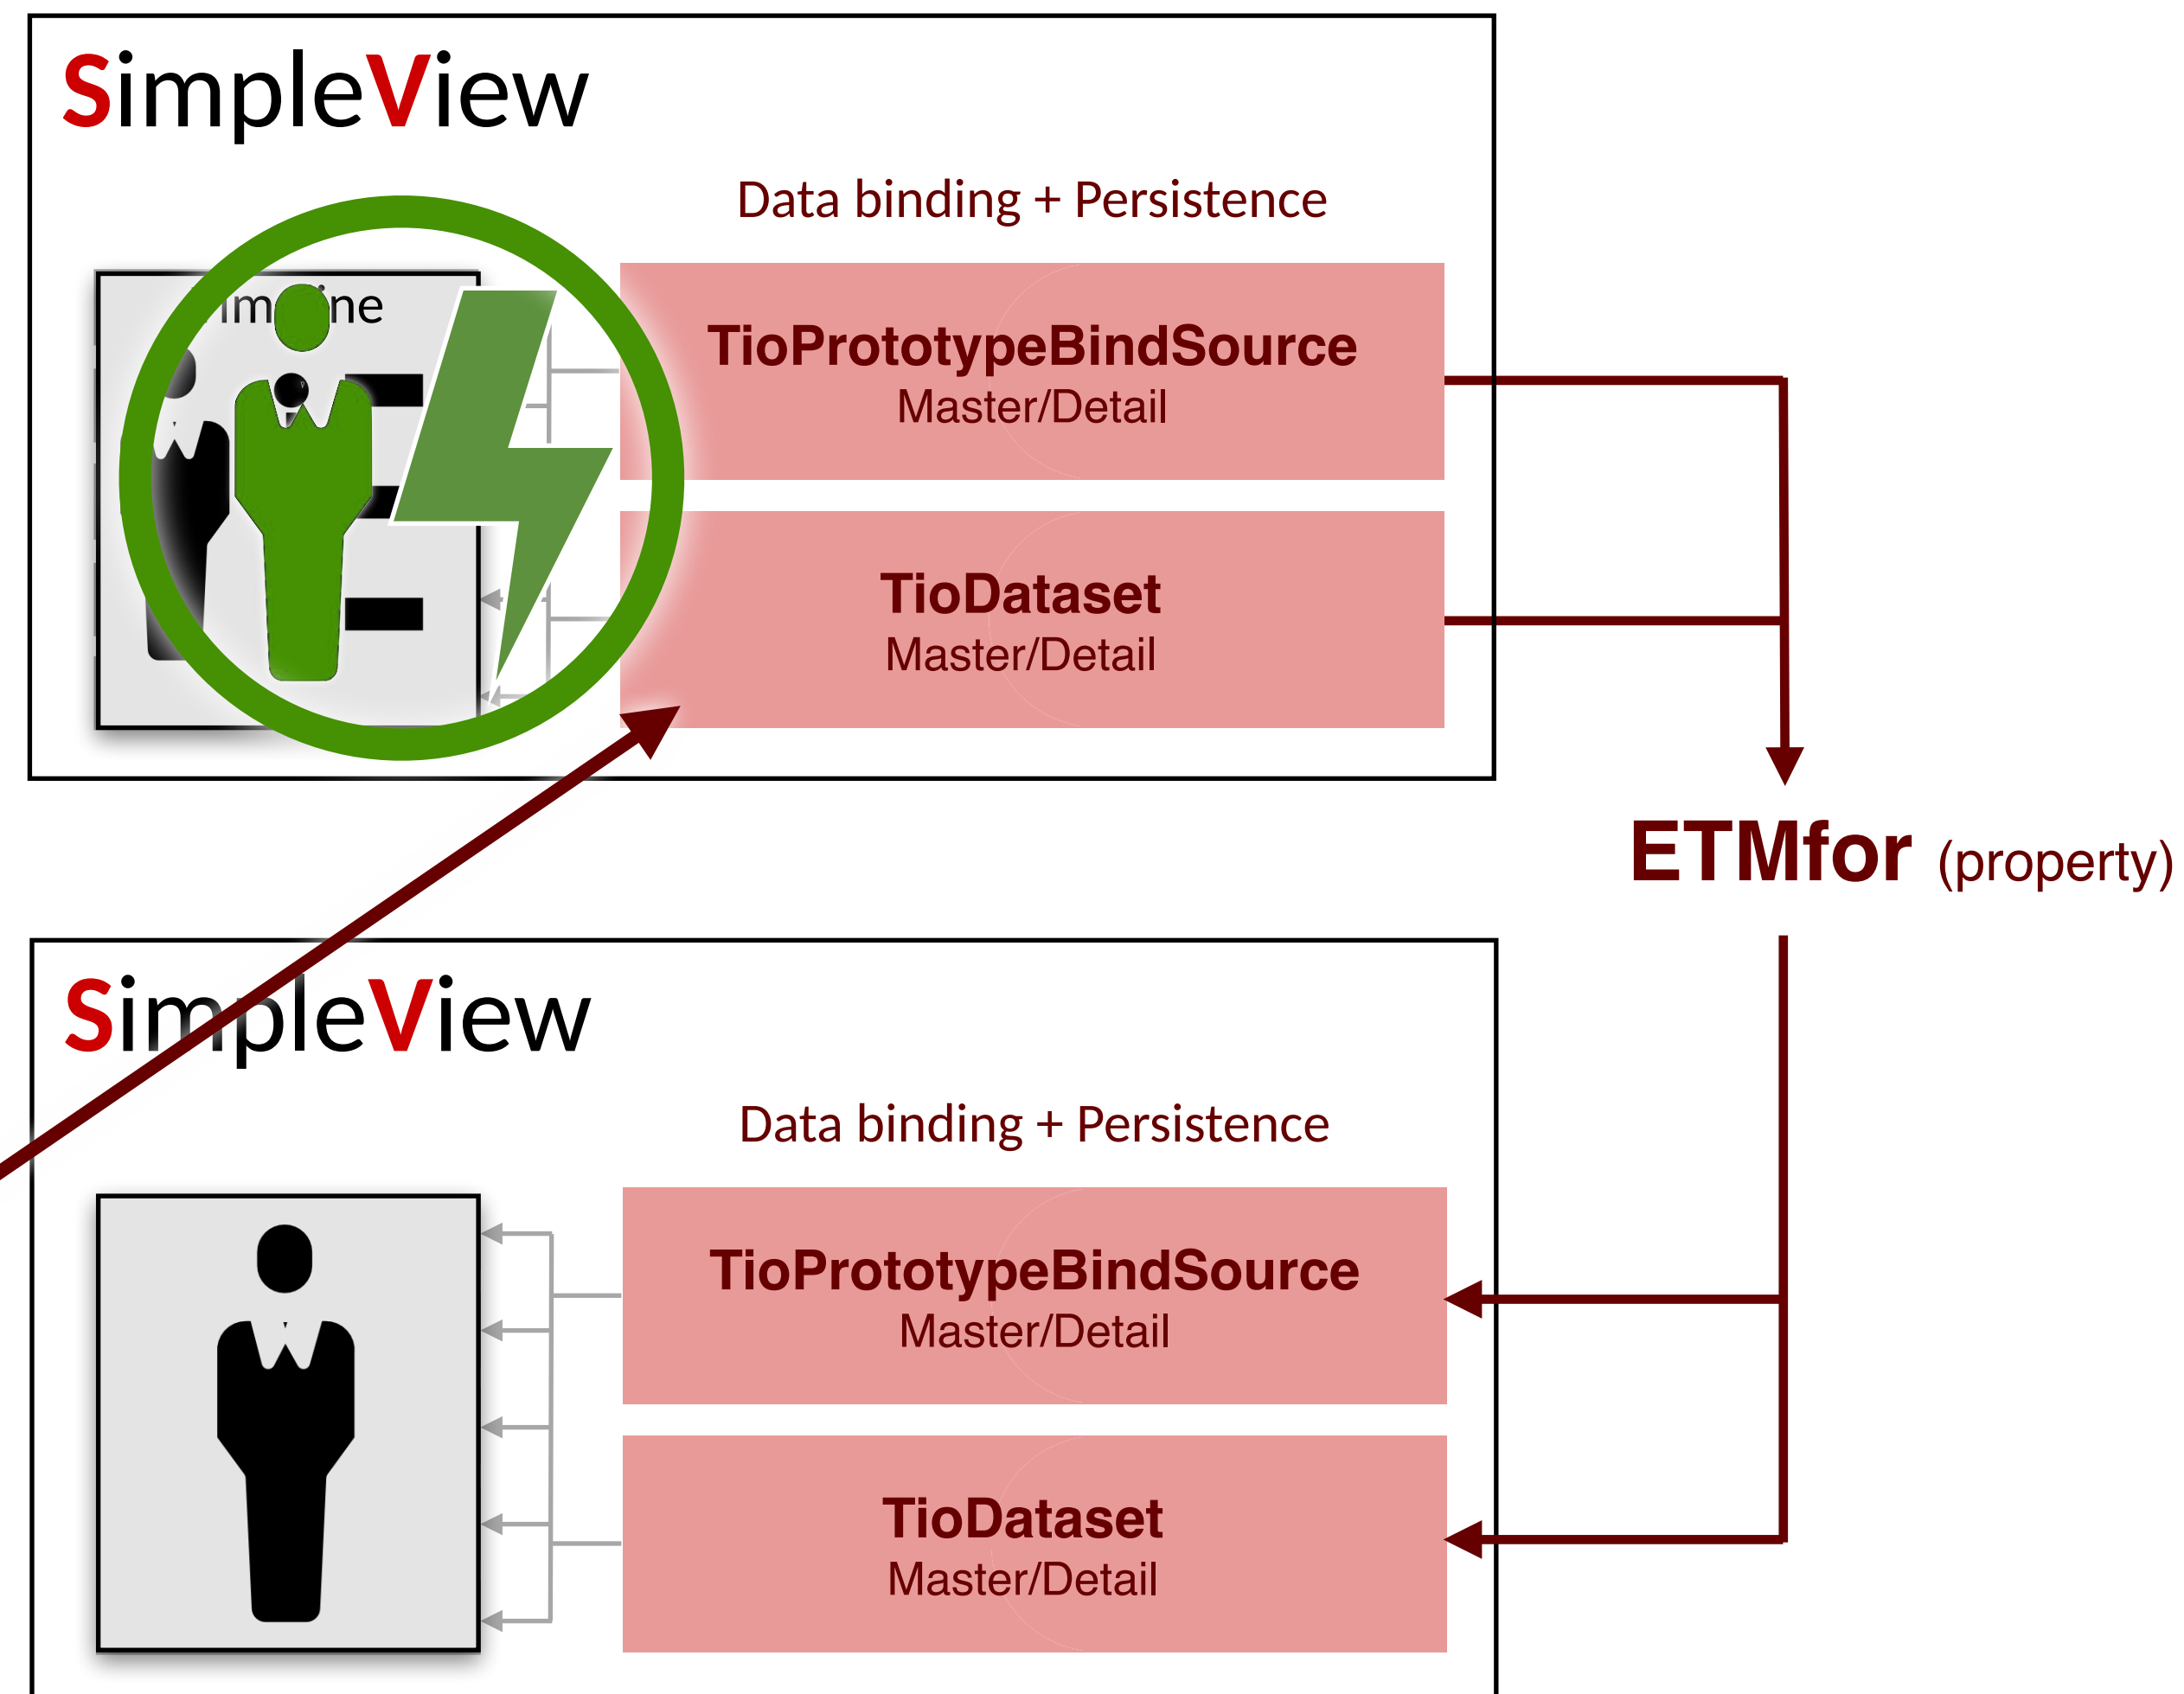 SimpleView
Data binding + Persistence
TioPrototypeBindSource
Master/Detail
TioDataset
Master/Detail
ETMfor (property)
SimpleView
Data binding + Persistence
TioPrototypeBindSource
Master/Detail
TioDataset
Master/Detail